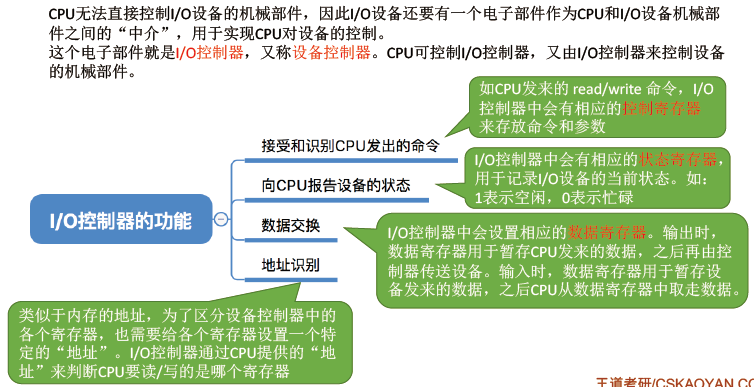 CPU无法直接控制I/O设备的机械部件，因此I/O设备还要有一个电子部件作为CPU和I/O设备机械部
件之间的“中介”，用于实现CPU对设备的控制。
这个电子部件就是I/O控制器，又称设备控制器。CPU可控制I/O控制器，又由I/O控制器来控制设备
的机械部件。
如CPU发来的 read/write 命令，I/O
控制器中会有相应的控制寄存器
来存放命令和参数
接受和识别CPU发出的命令
I/O控制器中会有相应的状态寄存器，
用于记录I/O设备的当前状态。如：
1表示空闲，0表示忙碌
向CPU报告设备的状态
I/O控制器的功能
数据交换
I/O控制器中会设置相应的数据寄存器。输出时，
数据寄存器用于暂存CPU发来的数据，之后再由控
制器传送设备。输入时，数据寄存器用于暂存设
备发来的数据，之后CPU从数据寄存器中取走数据。
地址识别
类似于内存的地址，为了区分设备控制器中的
各个寄存器，也需要给各个寄存器设置一个特
定的“地址”。I/O控制器通过CPU提供的“地
址”来判断CPU要读/写的是哪个寄存器
王道考研/CSKAOYAN.CO